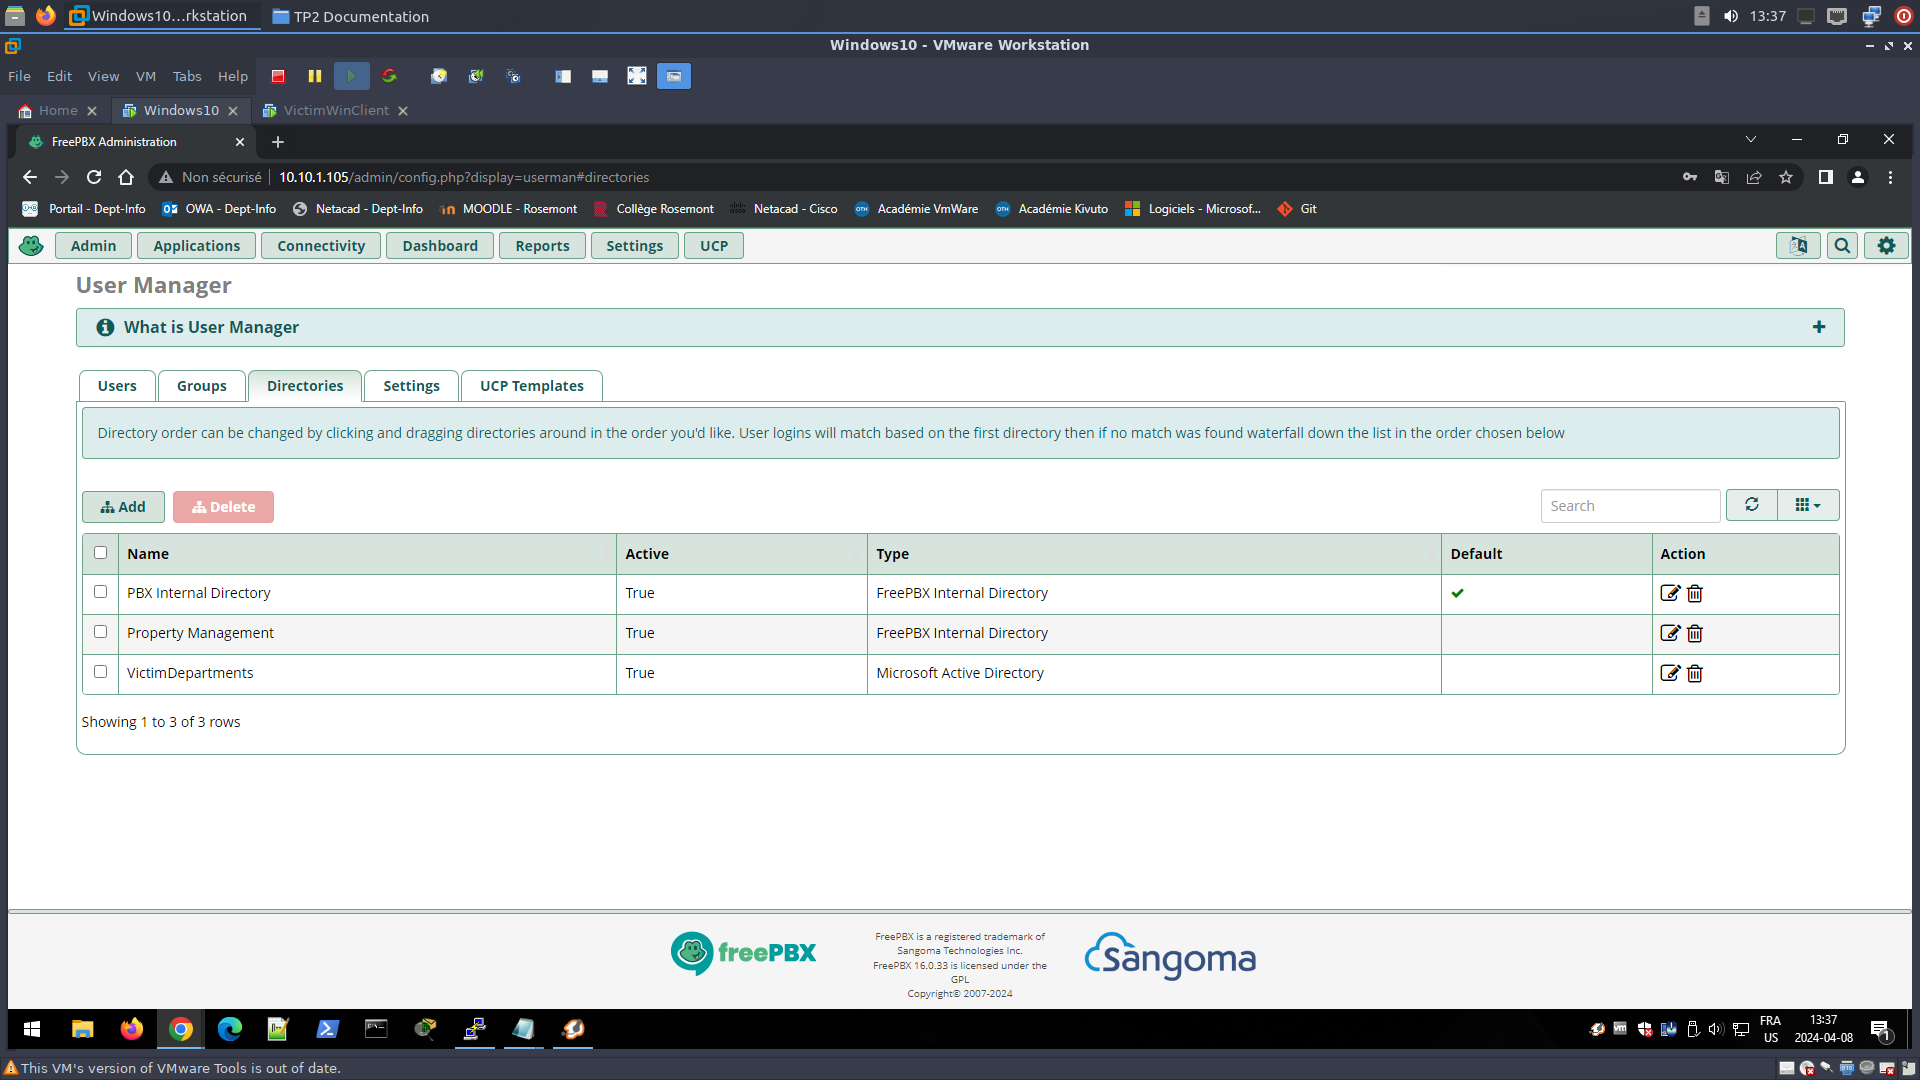 Windows10...rkstation
TP2 Documentation
13:37
Windows10 - VMware Workstation
File Edit View VM Tabs Help
Home
Windows10
VictimWinClient
FreePBX Administration
Non sécurisé
10.10.1.105/admin/config.php?display=userman#directories
Portail - Dept-Info
OWA - Dept-Info
Netacad - Dept-Info
MOODLE - Rosemont
Collège Rosemont
Netacad - Cisco
Académie VmWare
Académie Kivuto
Logiciels - Microsof...
Git
Admin
Applications
Connectivity
Dashboard
Reports
Settings
UCP
User Manager
What is User Manager
Users
Groups
Directories
Settings
UCP Templates
Directory order can be changed by clicking and dragging directories around in the order you'd like. User logins will match based on the first directory then if no match was found waterfall down the list in the order chosen below
Add
Delete
Search
Name Active Type Default Action
PBX Internal Directory True FreePBX Internal Directory
Property Management True FreePBX Internal Directory
VictimDepartments True Microsoft Active Directory
Showing 1 to 3 of 3 rows
freePBX
FreePBX is a registered trademark of
Sangoma Technologies Inc.
FreePBX 16.0.33 is licensed under the
GPL
Copyright© 2007-2024
Sangoma
FRA
US
13:37
2024-04-08
1
This VM's version of VMware Tools is out of date.